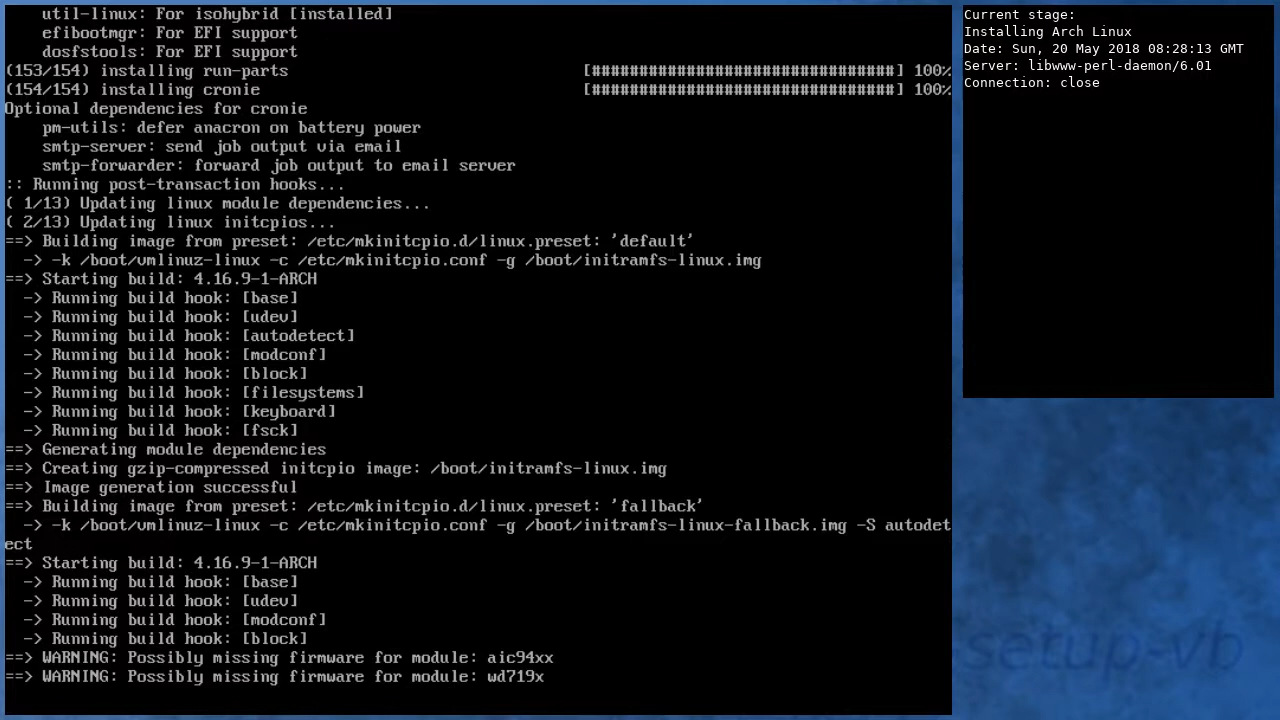 util-linux: For isohybrid [installed]
efibootmgr: For EFI support
dosfstools: For EFI support
(153/154) installing run-parts [################################] 100%
(154/154) installing cronie [################################] 100%
Optional dependencies for cronie
pm-utils: defer anacron on battery power
smtp-server: send job output via email
smtp-forwarder: forward job output to email server
:: Running post-transaction hooks...
( 1/13) Updating linux module dependencies...
( 2/13) Updating linux initcpios...
==> Building image from preset: /etc/mkinitcpio.d/linux.preset: 'default'
-> -k /boot/vmlinuz-linux -c /etc/mkinitcpio.conf -g /boot/initramfs-linux.img
==> Starting build: 4.16.9-1-ARCH
-> Running build hook: [base]
-> Running build hook: [udev]
-> Running build hook: [autodetect]
-> Running build hook: [modconf]
-> Running build hook: [block]
-> Running build hook: [filesystems]
-> Running build hook: [keyboard]
-> Running build hook: [fsck]
==> Generating module dependencies
==> Creating gzip-compressed initcpio image: /boot/initramfs-linux.img
==> Image generation successful
==> Building image from preset: /etc/mkinitcpio.d/linux.preset: 'fallback'
-> -k /boot/vmlinuz-linux -c /etc/mkinitcpio.conf -g /boot/initramfs-linux-fallback.img -S autodet
ect
==> Starting build: 4.16.9-1-ARCH
-> Running build hook: [base]
-> Running build hook: [udev]
-> Running build hook: [modconf]
-> Running build hook: [block]
==> WARNING: Possibly missing firmware for module: aic94xx
==> WARNING: Possibly missing firmware for module: wd719x
Current stage:
Installing Arch Linux
Date: Sun, 20 May 2018 08:28:13 GMT
Server: libwww-perl-daemon/6.01
Connection: close
setup-vb